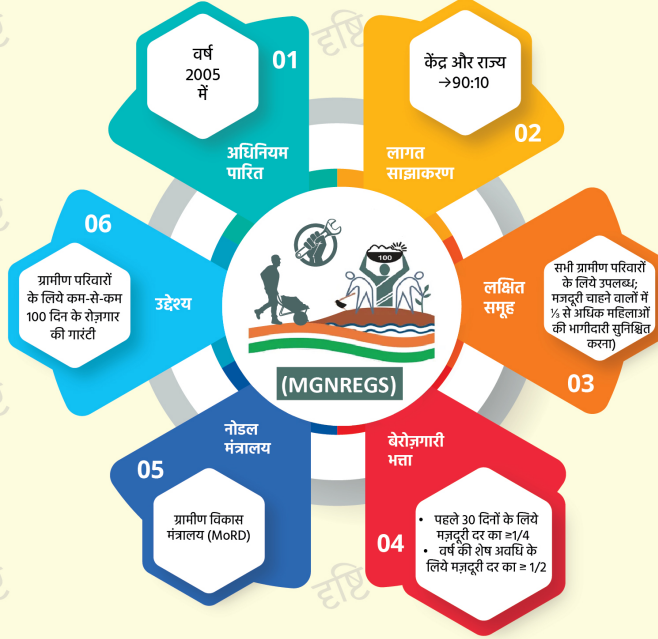 वर्ष
2005
में
01
अधिनियम
पारित
केंद्र और राज्य
→90:10
02
लागत
साझाकरण
सभी ग्रामीण परिवारों
के लिये उपलब्ध;
मज़दूरी चाहने वालों में
⅓ से अधिक महिलाओं
की भागीदारी सुनिश्चित
करना)
लक्षित
समूह
03
बेरोज़गारी
भत्ता
04
• पहले 30 दिनों के लिये
मज़दूरी दर का ≥1/4
• वर्ष की शेष अवधि के
लिये मज़दूरी दर का ≥ 1/2
नोडल
मंत्रालय
05
ग्रामीण विकास
मंत्रालय (MoRD)
06
ग्रामीण परिवारों
के लिये कम-से-कम
100 दिन के रोज़गार
की गारंटी
उद्देश्य
100
(MGNREGS)
दृष्टि
दृष्टि